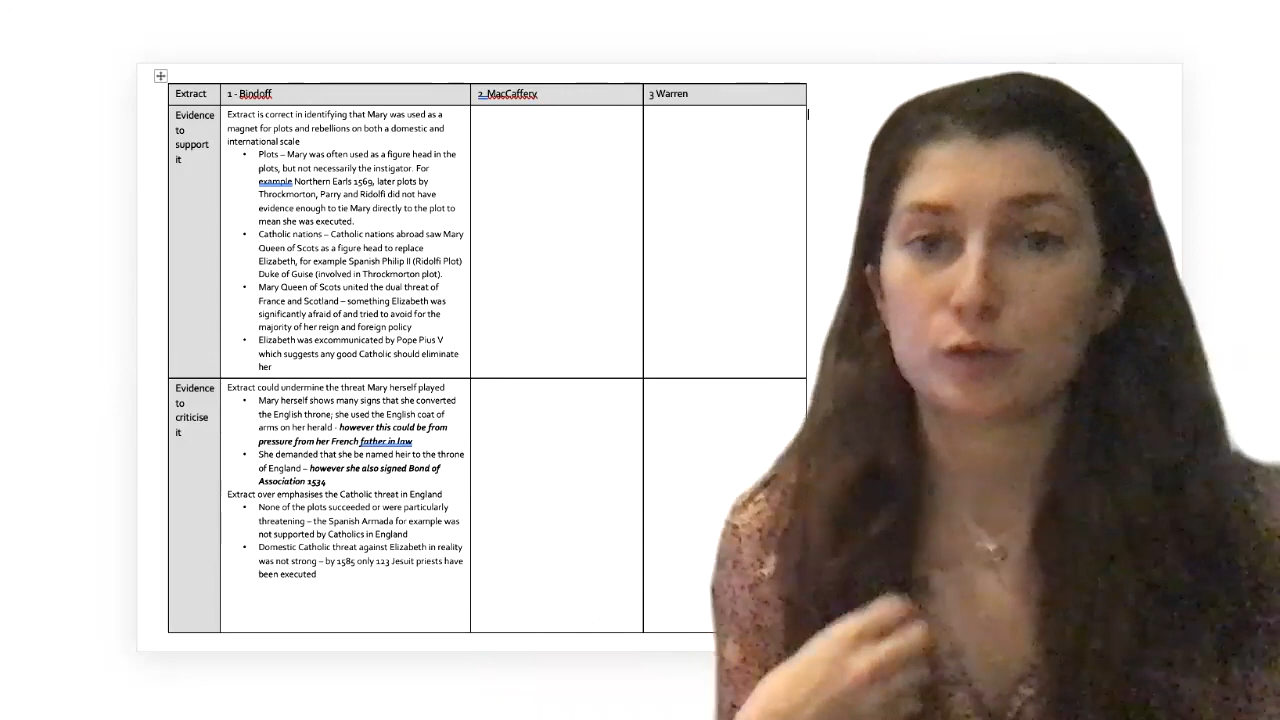 Extract 1 - Bindoff 2 MacCaffery 3 Warren
Evidence
to
support
it
Extract is correct in identifying that Mary was used as a
magnet for plots and rebellions on both a domestic and
international scale
• Plots – Mary was often used as a figure head in the
plots, but not necessarily the instigator. For
example Northern Earls 1569, later plots by
Throckmorton, Parry and Ridolfi did not have
evidence enough to tie Mary directly to the plot to
mean she was executed.
• Catholic nations – Catholic nations abroad saw Mary
Queen of Scots as a figure head to replace
Elizabeth, for example Spanish Philip II (Ridolfi Plot)
Duke of Guise (involved in Throckmorton plot).
• Mary Queen of Scots united the dual threat of
France and Scotland – something Elizabeth was
significantly afraid of and tried to avoid for the
majority of her reign and foreign policy
• Elizabeth was excommunicated by Pope Pius V
which suggests any good Catholic should eliminate
her
Evidence
to
criticise
it
Extract could undermine the threat Mary herself played
• Mary herself shows many signs that she converted
the English throne; she used the English coat of
arms on her herald - however this could be from
pressure from her French father in law
• She demanded that she be named heir to the throne
of England – however she also signed Bond of
Association 1534
Extract over emphasises the Catholic threat in England
• None of the plots succeeded or were particularly
threatening – the Spanish Armada for example was
not supported by Catholics in England
• Domestic Catholic threat against Elizabeth in reality
was not strong – by 1585 only 123 Jesuit priests have
been executed